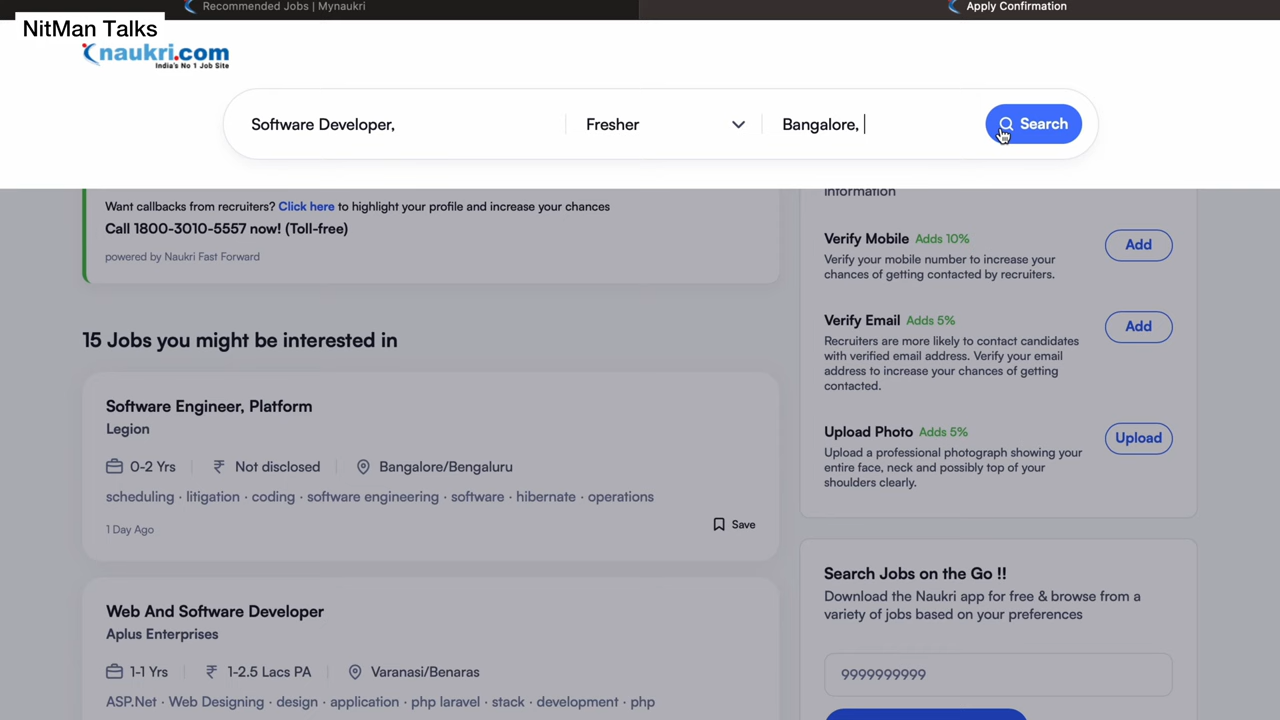 Recommended Jobs | Mynaukri
Apply Confirmation
NitMan Talks
naukri.com
India's No 1 Job Site
Software Developer,
Fresher
Bangalore,
Search
information
Want callbacks from recruiters? Click here to highlight your profile and increase your chances
Call 1800-3010-5557 now! (Toll-free)
powered by Naukri Fast Forward
Verify Mobile Adds 10%
Verify your mobile number to increase your
chances of getting contacted by recruiters.
Add
Verify Email Adds 5%
Recruiters are more likely to contact candidates
with verified email address. Verify your email
address to increase your chances of getting
contacted.
Add
Upload Photo Adds 5%
Upload a professional photograph showing your
entire face, neck and possibly top of your
shoulders clearly.
Upload
15 Jobs you might be interested in
Software Engineer, Platform
Legion
0-2 Yrs
₹ Not disclosed
Bangalore/Bengaluru
scheduling · litigation · coding · software engineering · software · hibernate · operations
1 Day Ago
Save
Web And Software Developer
Aplus Enterprises
1-1 Yrs
₹ 1-2.5 Lacs PA
Varanasi/Benaras
ASP.Net · Web Designing · design · application · php laravel · stack · development · php
Search Jobs on the Go !!
Download the Naukri app for free & browse from a
variety of jobs based on your preferences
9999999999